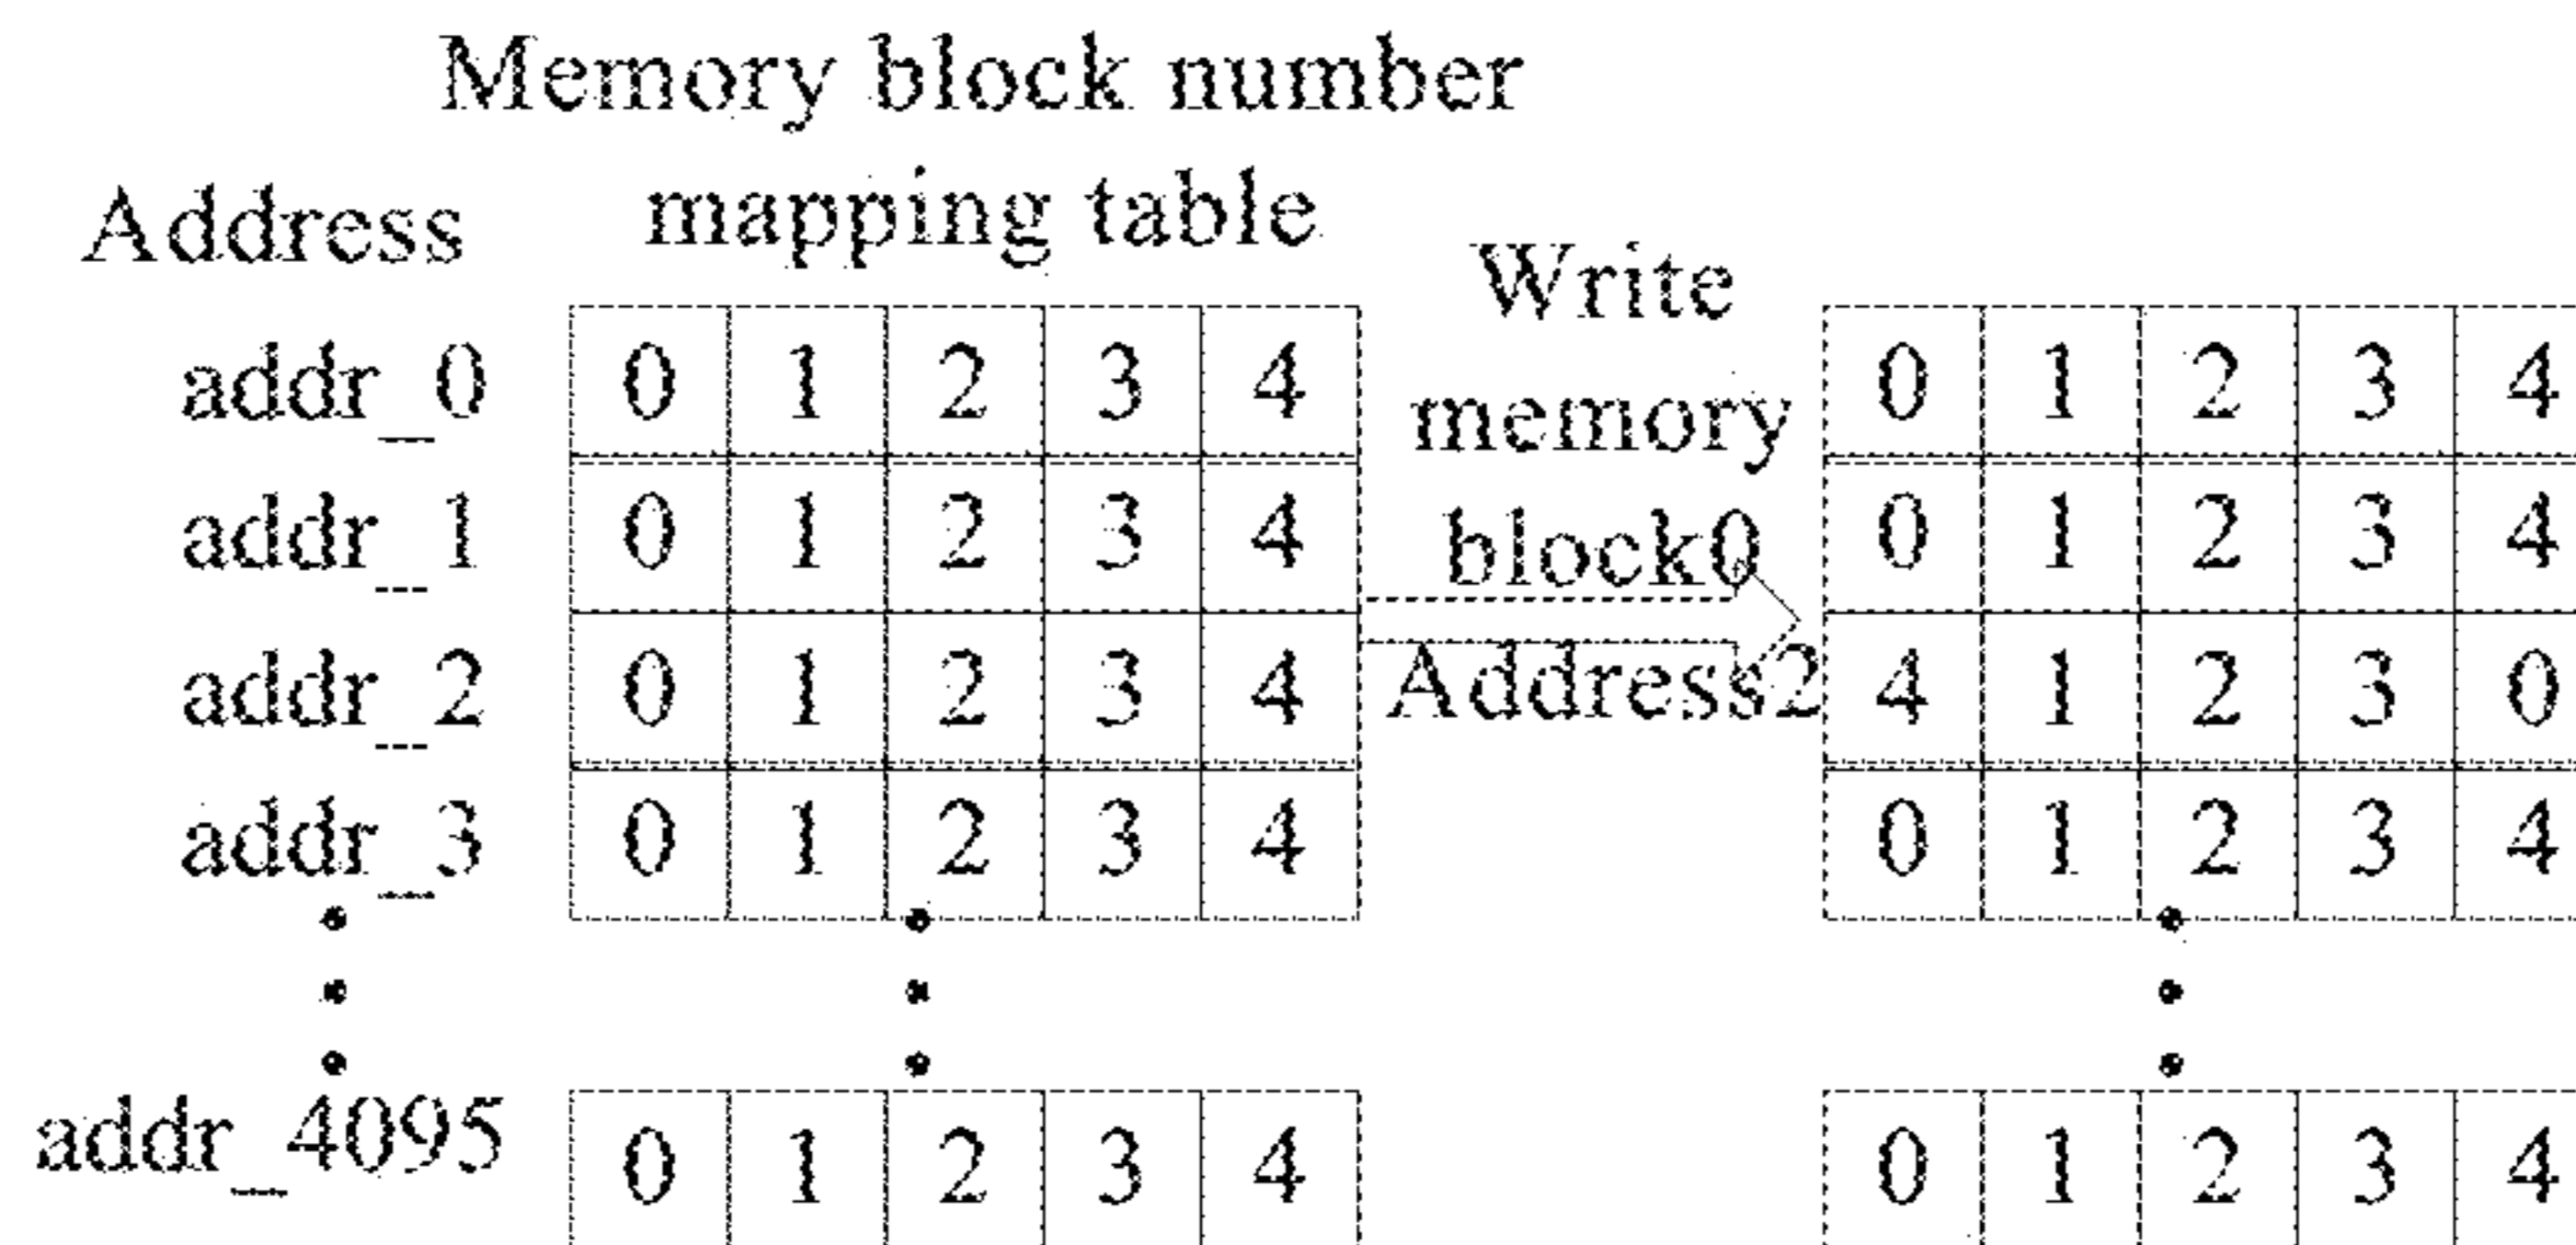 Memory block number
mapping table
Address
Write
memory
block0
Address2
addr_0 0 1 2 3 4 0 1 2 3 4
addr_1 0 1 2 3 4 0 1 2 3 4
addr_2 0 1 2 3 4 4 1 2 3 0
addr_3 0 1 2 3 4 0 1 2 3 4
addr_4095 0 1 2 3 4 0 1 2 3 4